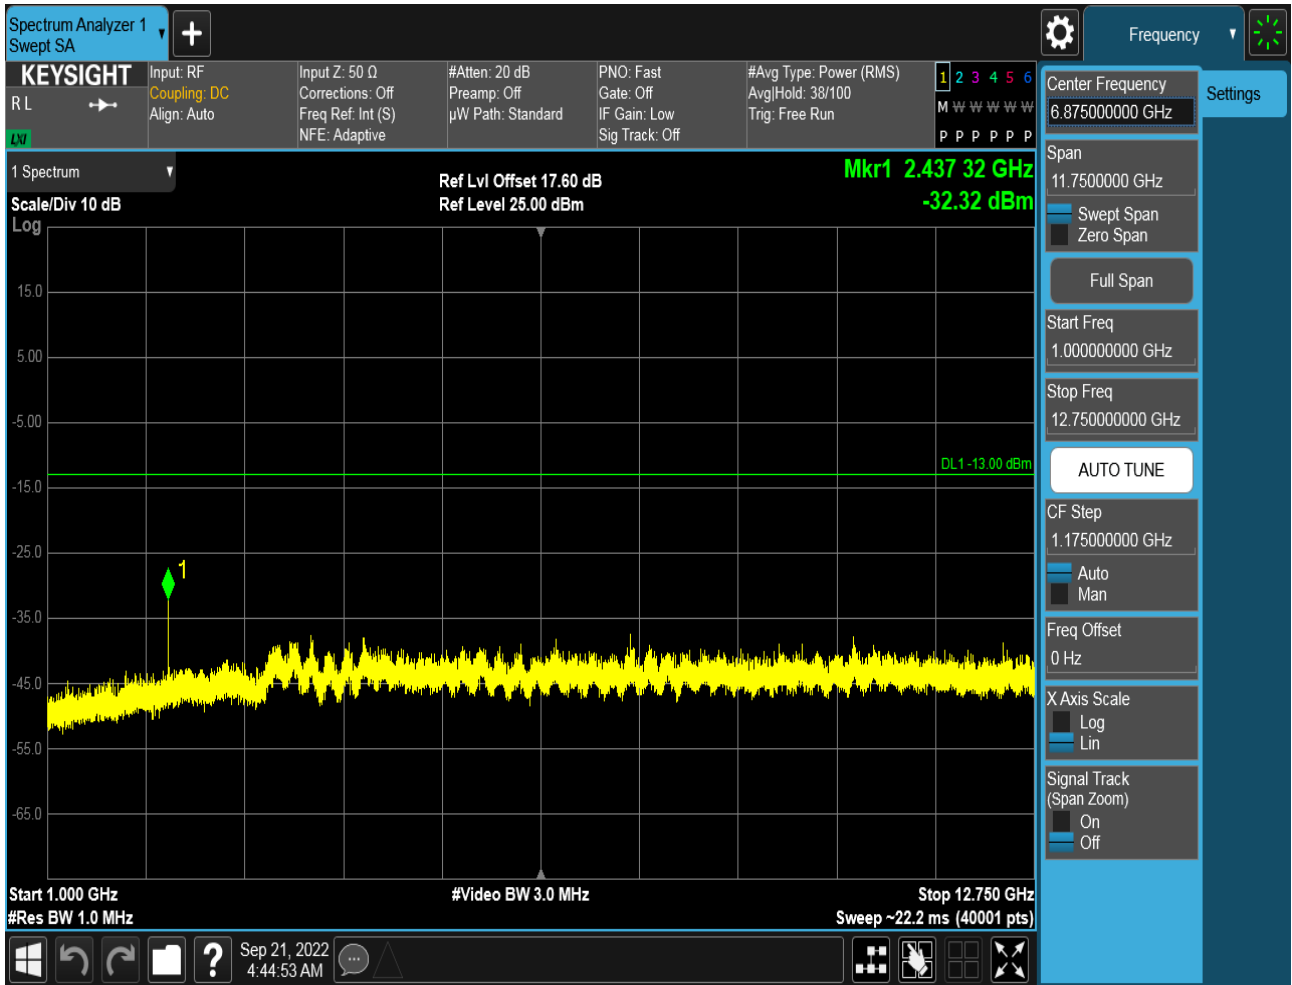 Spectrum Analyzer 1
Swept SA
Frequency
KEYSIGHT
R L
LXI
Input: RF
Coupling: DC
Align: Auto
Input Z: 50 Ω
Corrections: Off
Freq Ref: Int (S)
NFE: Adaptive
#Atten: 20 dB
Preamp: Off
µW Path: Standard
PNO: Fast
Gate: Off
IF Gain: Low
Sig Track: Off
#Avg Type: Power (RMS)
Avg|Hold: 38/100
Trig: Free Run
1 2 3 4 5 6
M W W W W W
P P P P P P
1 Spectrum
Scale/Div 10 dB
Log
Ref Lvl Offset 17.60 dB
Ref Level 25.00 dBm
Mkr1 2.437 32 GHz
-32.32 dBm
15.0
5.00
-5.00
DL1 -13.00 dBm
-15.0
-25.0
1
-35.0
-45.0
-55.0
-65.0
Start 1.000 GHz
#Res BW 1.0 MHz
#Video BW 3.0 MHz
Stop 12.750 GHz
Sweep ~22.2 ms (40001 pts)
?
Sep 21, 2022
4:44:53 AM
Center Frequency
6.875000000 GHz
Settings
Span
11.7500000 GHz
Swept Span
Zero Span
Full Span
Start Freq
1.000000000 GHz
Stop Freq
12.750000000 GHz
AUTO TUNE
CF Step
1.175000000 GHz
Auto
Man
Freq Offset
0 Hz
X Axis Scale
Log
Lin
Signal Track
(Span Zoom)
On
Off